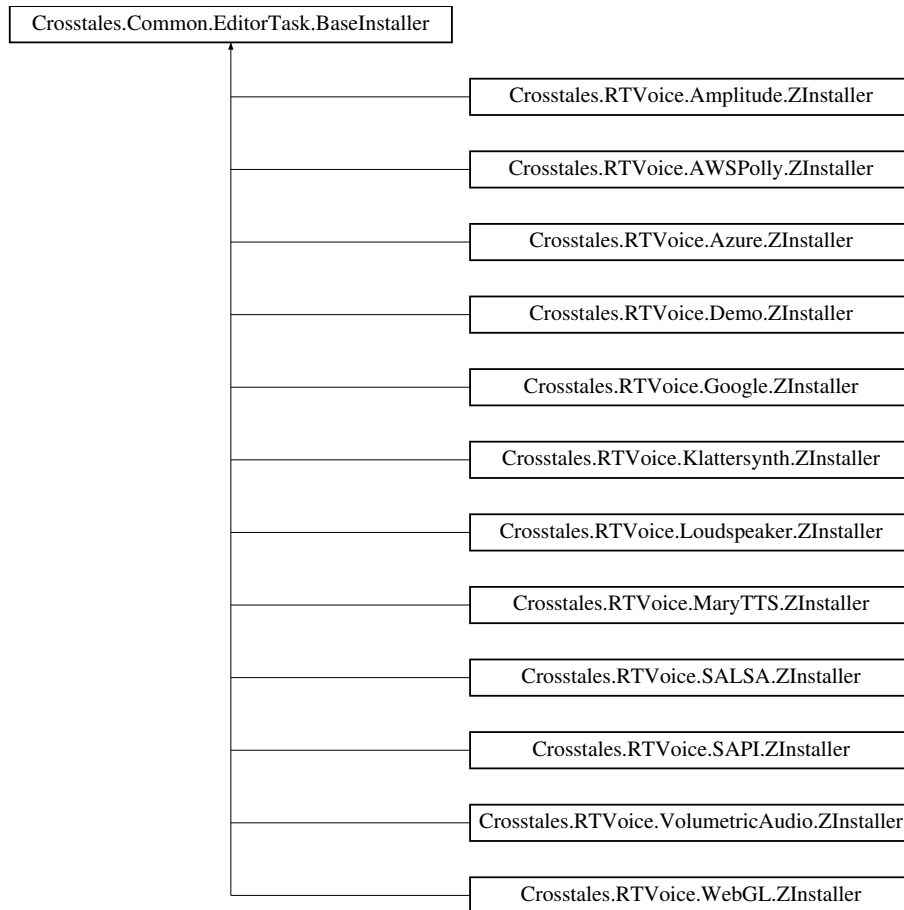 Crosstales.Common.EditorTask.BaseInstaller
Crosstales.RTVoice.Amplitude.ZInstaller
Crosstales.RTVoice.AWSPolly.ZInstaller
Crosstales.RTVoice.Azure.ZInstaller
Crosstales.RTVoice.Demo.ZInstaller
Crosstales.RTVoice.Google.ZInstaller
Crosstales.RTVoice.Klattersynth.ZInstaller
Crosstales.RTVoice.Loudspeaker.ZInstaller
Crosstales.RTVoice.MaryTTS.ZInstaller
Crosstales.RTVoice.SALSA.ZInstaller
Crosstales.RTVoice.SAPI.ZInstaller
Crosstales.RTVoice.VolumetricAudio.ZInstaller
Crosstales.RTVoice.WebGL.ZInstaller